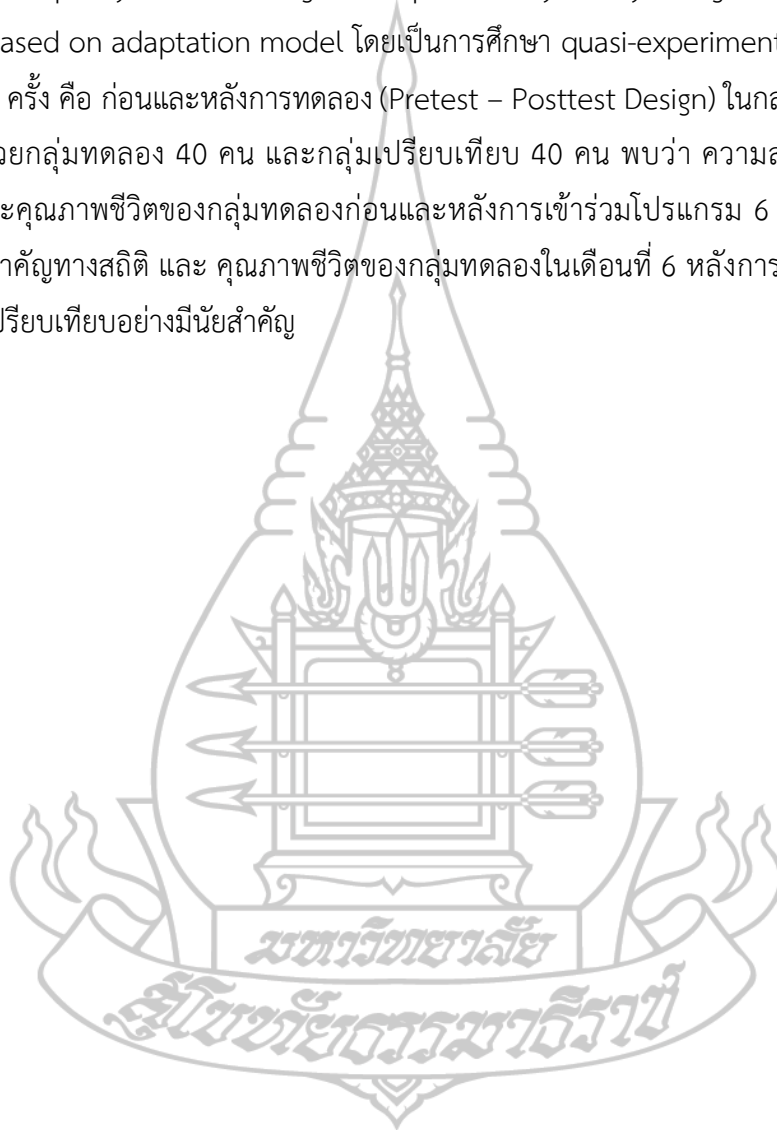 ased on adaptation model โดยเป็นการศึกษา quasi-experiment
ครั้ง คือ ก่อนและหลังการทดลอง (Pretest – Posttest Design) ในกล
วยกลุ่มทดลอง 40 คน และกลุ่มเปรียบเทียบ 40 คน พบว่า ความส
ะคุณภาพชีวิตของกลุ่มทดลองก่อนและหลังการเข้าร่วมโปรแกรม 6
ำคัญทางสถิติ และ คุณภาพชีวิตของกลุ่มทดลองในเดือนที่ 6 หลังการ
ปรียบเทียบอย่างมีนัยสำคัญ
มหาวิทยาลัย
สุโขทัยธรรมาธิราช